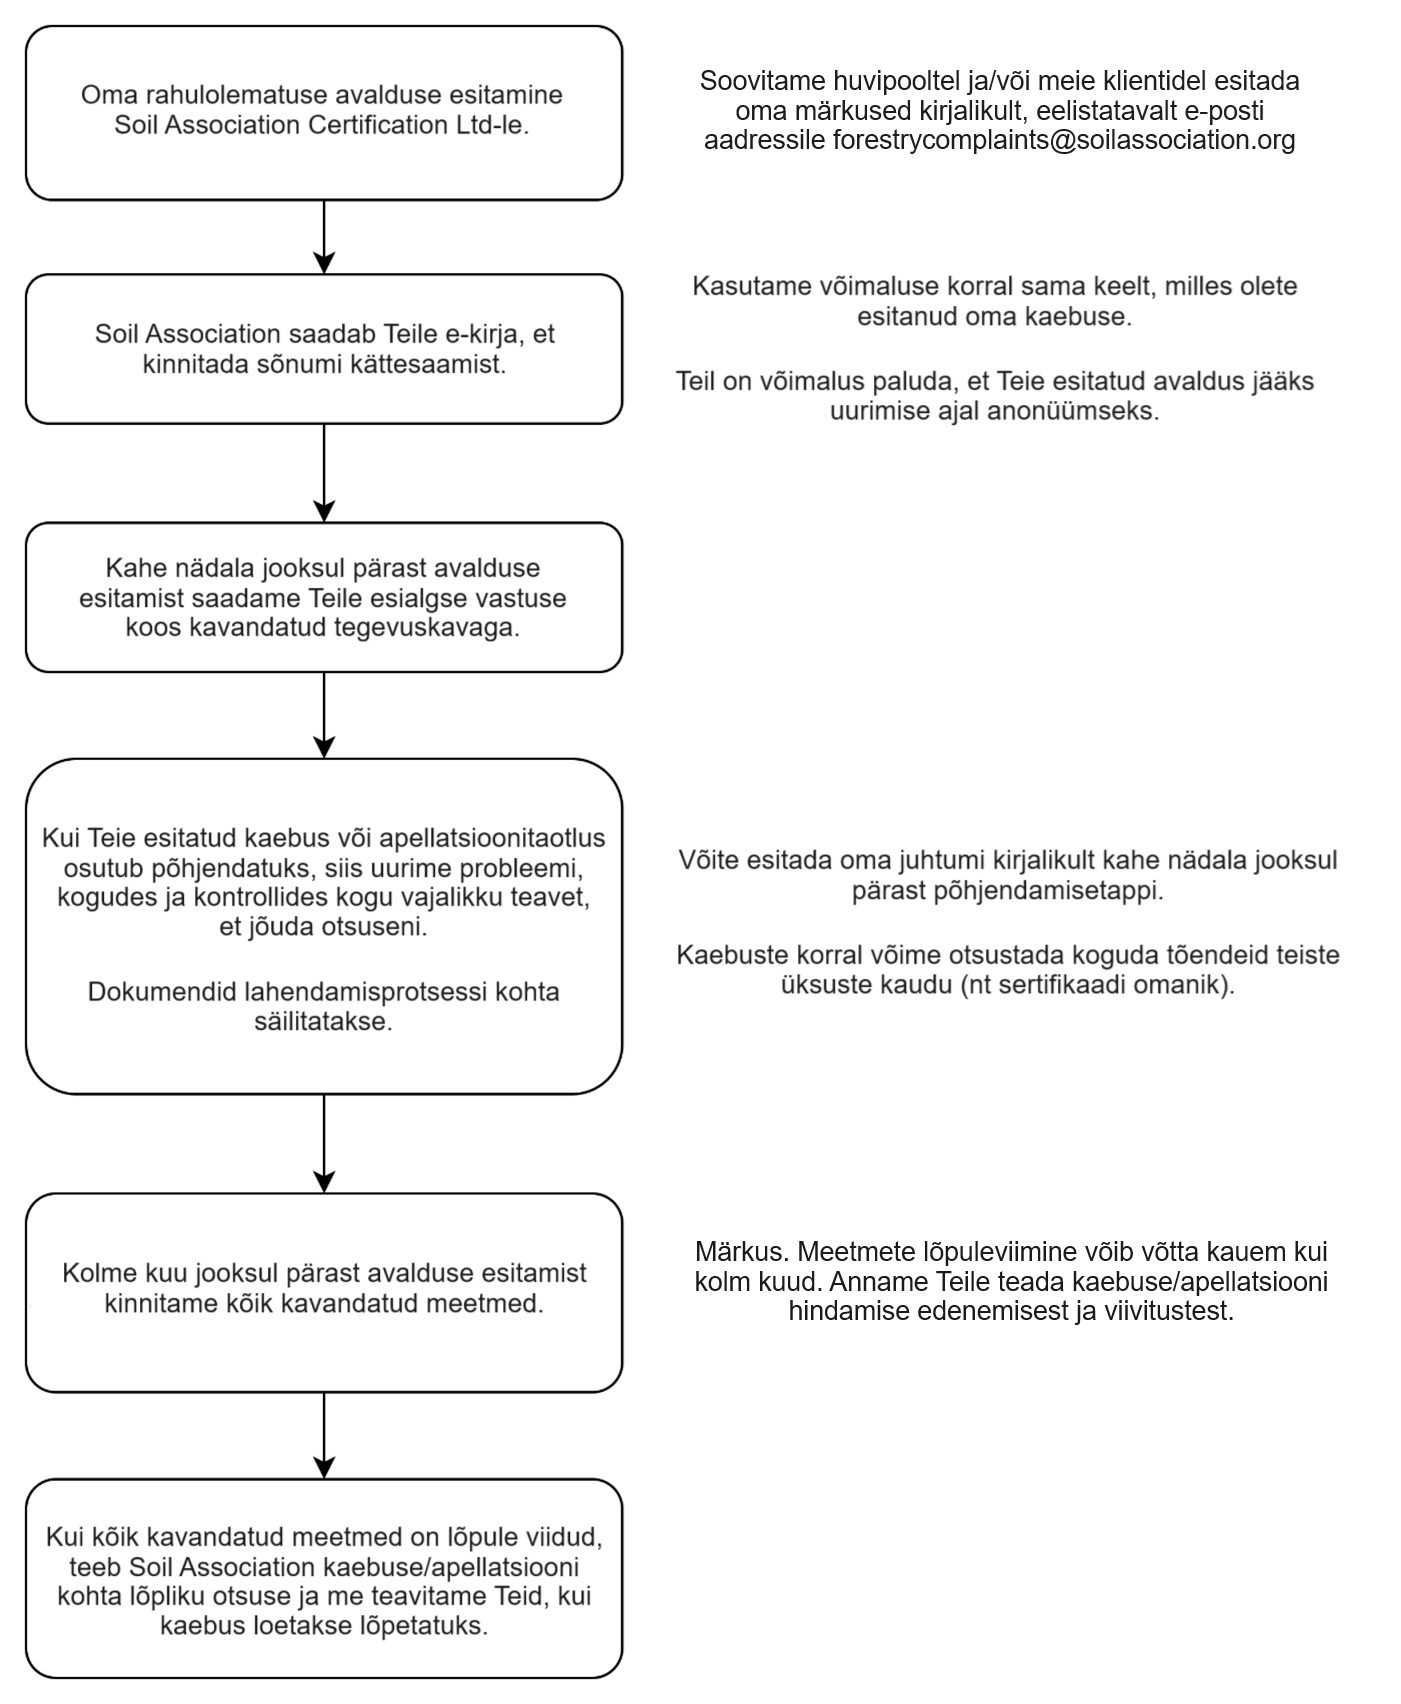 Oma rahulolematuse avalduse esitamine
Soil Association Certification Ltd-le.
Soovitame huvipooltel ja/või meie klientidel esitada
oma märkused kirjalikult, eelistatavalt e-posti
aadressile forestrycomplaints@soilassociation.org
Soil Association saadab Teile e-kirja, et
kinnitada sõnumi kättesaamist.
Kasutame võimaluse korral sama keelt, milles olete
esitanud oma kaebuse.
Teil on võimalus paluda, et Teie esitatud avaldus jääks
uurimise ajal anonüümseks.
Kahe nädala jooksul pärast avalduse
esitamist saadame Teile esialgse vastuse
koos kavandatud tegevuskavaga.
Kui Teie esitatud kaebus või apellatsioonitaotlus
osutub põhjendatuks, siis uurime probleemi,
kogudes ja kontrollides kogu vajalikku teavet,
et jõuda otsuseni.
Dokumendid lahendamisprotsessi kohta
säilitatakse.
Võite esitada oma juhtumi kirjalikult kahe nädala jooksul
pärast põhjendamisetappi.
Kaebuste korral võime otsustada koguda tõendeid teiste
üksuste kaudu (nt sertifikaadi omanik).
Kolme kuu jooksul pärast avalduse esitamist
kinnitame kõik kavandatud meetmed.
Märkus. Meetmete lõpuleviimine võib võtta kauem kui
kolm kuud. Anname Teile teada kaebuse/apellatsiooni
hindamise edenemisest ja viivitustest.
Kui kõik kavandatud meetmed on lõpule viidud,
teeb Soil Association kaebuse/apellatsiooni
kohta lõpliku otsuse ja me teavitame Teid, kui
kaebus loetakse lõpetatuks.